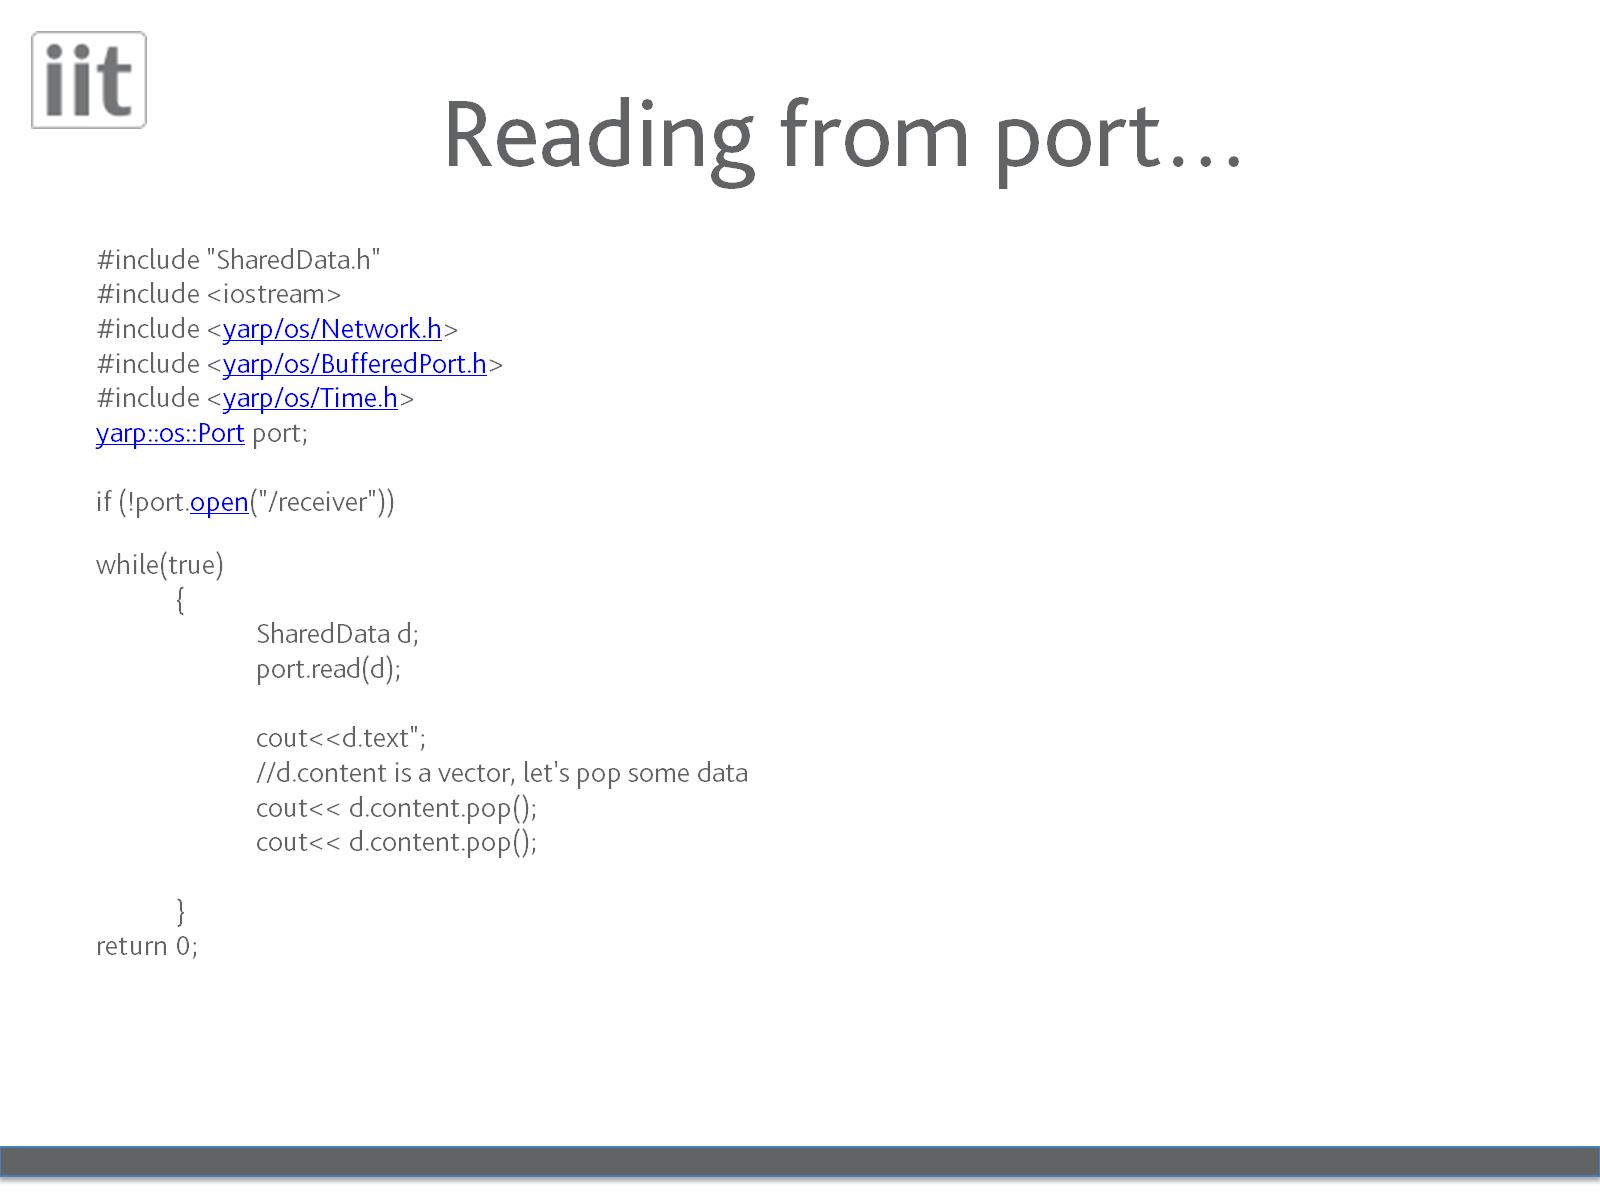 iit
Reading from port…
#include "SharedData.h"
#include <iostream>
#include <yarp/os/Network.h>
#include <yarp/os/BufferedPort.h>
#include <yarp/os/Time.h>
yarp::os::Port port;
if (!port.open("/receiver"))
while(true)
{
SharedData d;
port.read(d);
cout<<d.text";
//d.content is a vector, let's pop some data
cout<< d.content.pop();
cout<< d.content.pop();
}
return 0;